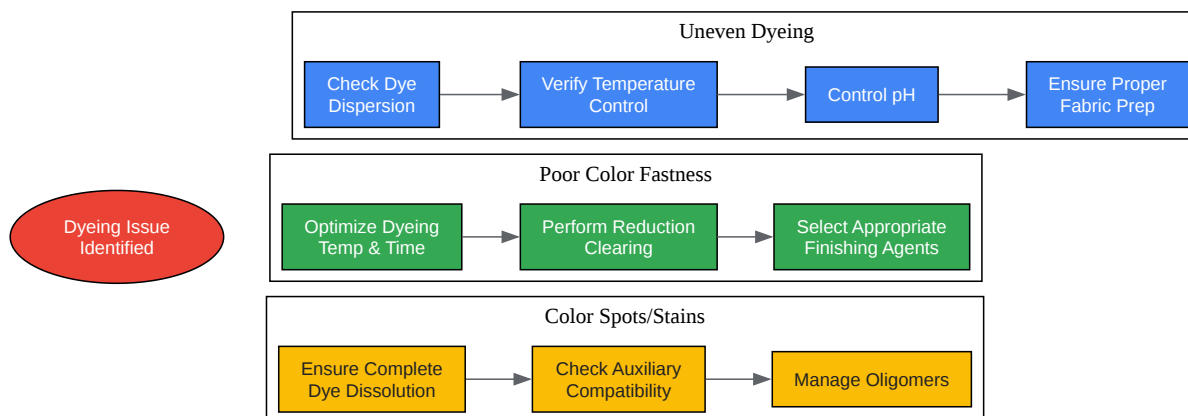 Uneven Dyeing
Check Dye
Dispersion
Verify Temperature
Control
Control pH
Ensure Proper
Fabric Prep
Poor Color Fastness
Dyeing Issue
Identified
Optimize Dyeing
Temp & Time
Perform Reduction
Clearing
Select Appropriate
Finishing Agents
Color Spots/Stains
Ensure Complete
Dye Dissolution
Check Auxiliary
Compatibility
Manage Oligomers